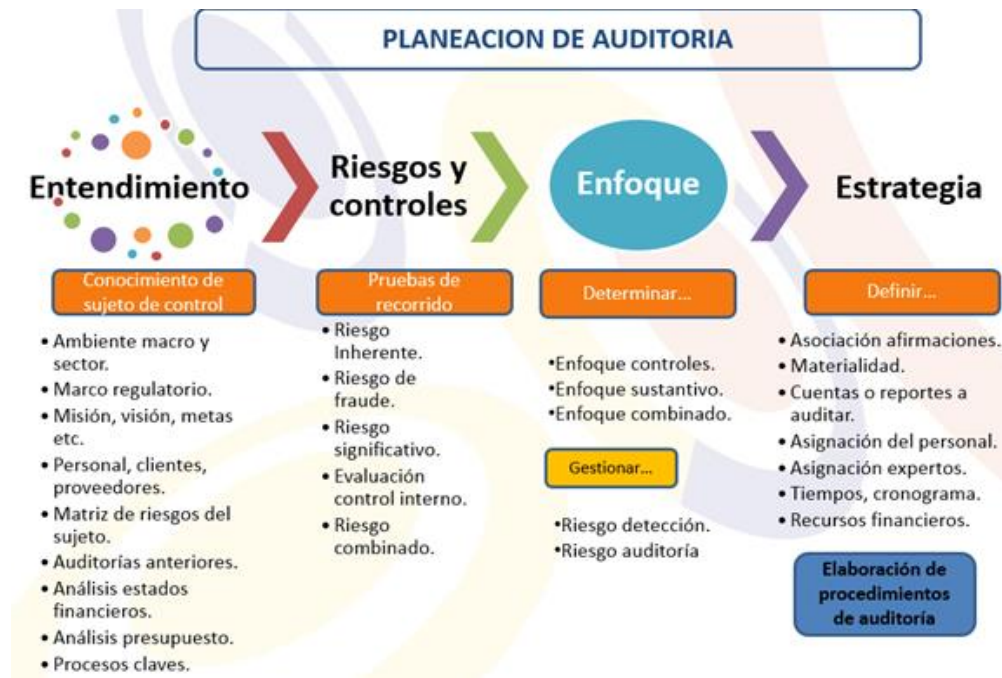 PLANEACION DE AUDITORIA
Entendimiento
Riesgos y
controles
Enfoque
Estrategia
Conocimiento de
sujeto de control
• Ambiente macro y
sector.
• Marco regulatorio.
• Misión, visión, metas
etc.
• Personal, clientes,
proveedores.
• Matriz de riesgos del
sujeto.
• Auditorías anteriores.
• Análisis estados
financieros.
• Análisis presupuesto.
• Procesos claves.
Pruebas de
recorrido
• Riesgo
Inherente.
• Riesgo de
fraude.
• Riesgo
significativo.
• Evaluación
control interno.
• Riesgo
combinado.
Determinar...
•Enfoque controles.
•Enfoque sustantivo.
•Enfoque combinado.
Gestionar...
•Riesgo detección.
•Riesgo auditoría
Definir...
• Asociación afirmaciones.
• Materialidad.
• Cuentas o reportes a
auditar.
• Asignación del personal.
• Asignación expertos.
• Tiempos, cronograma.
• Recursos financieros.
Elaboración de
procedimientos
de auditoría